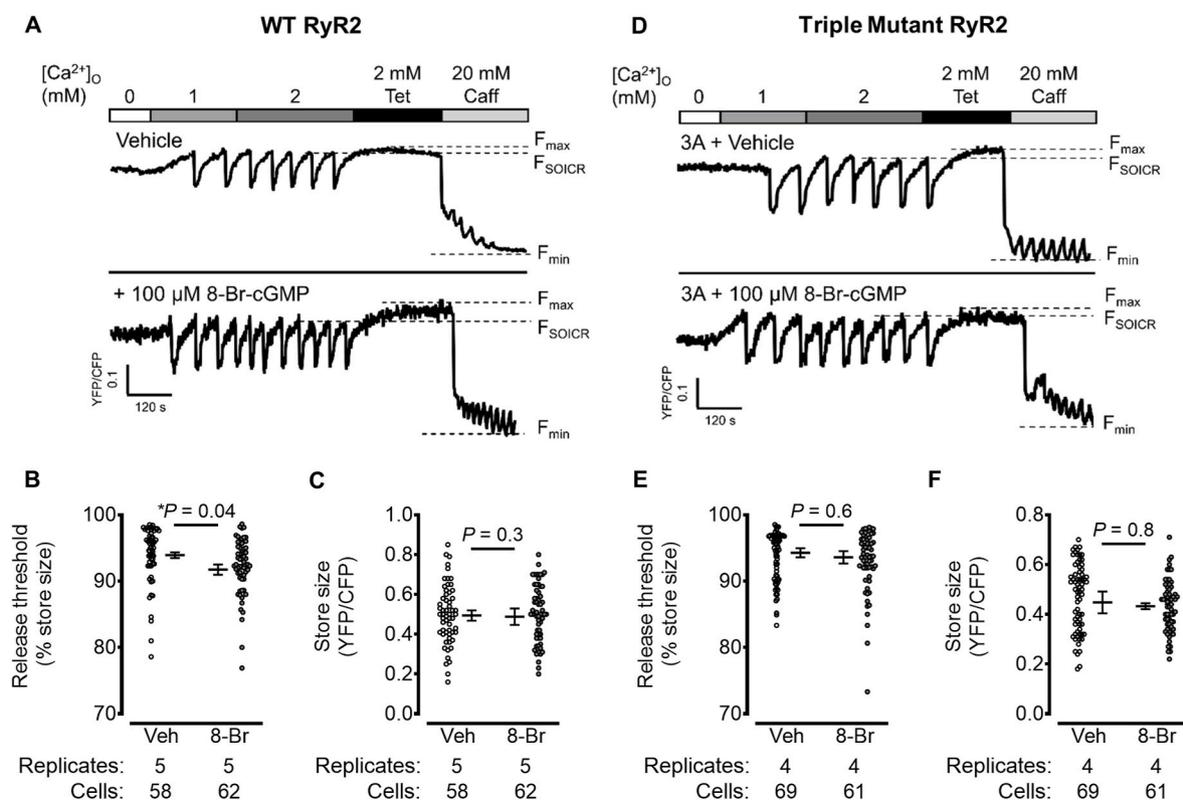 A
WT RyR2
[Ca²⁺]O
(mM)
0
1
2
2 mM
Tet
20 mM
Caff
Vehicle
Fmax
FSOICR
Fmin
+ 100 µM 8-Br-cGMP
Fmax
FSOICR
Fmin
YFP/CFP
0.1
120 s
D
Triple Mutant RyR2
[Ca²⁺]O
(mM)
0
1
2
2 mM
Tet
20 mM
Caff
3A + Vehicle
Fmax
FSOICR
Fmin
3A + 100 µM 8-Br-cGMP
Fmax
FSOICR
Fmin
YFP/CFP
0.1
120 s
B
Release threshold
(% store size)
100
90
80
70
*P = 0.04
Veh 8-Br
Replicates: 5 5
Cells: 58 62
C
Store size
(YFP/CFP)
1.0
0.8
0.6
0.4
0.2
0.0
P = 0.3
Veh 8-Br
Replicates: 5 5
Cells: 58 62
E
Release threshold
(% store size)
100
90
80
70
P = 0.6
Veh 8-Br
Replicates: 4 4
Cells: 69 61
F
Store size
(YFP/CFP)
0.8
0.6
0.4
0.2
0.0
P = 0.8
Veh 8-Br
Replicates: 4 4
Cells: 69 61